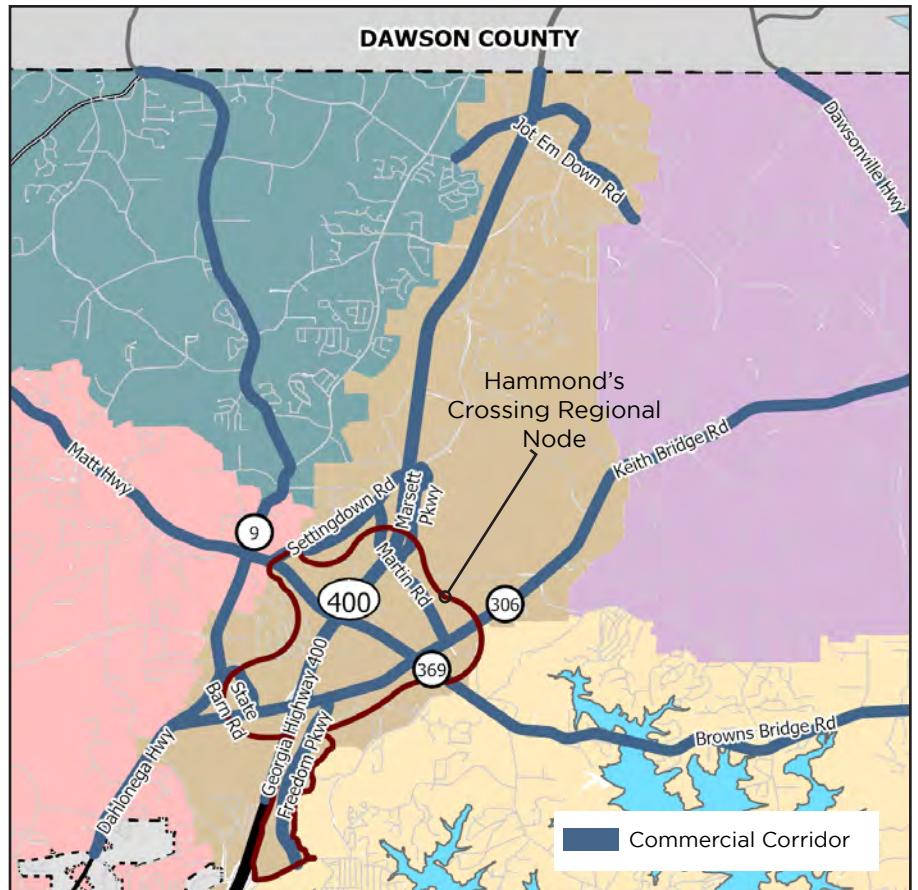 DAWSON COUNTY
Jot Em Down Rd
Dawsonville Hwy
Hammond's
Crossing Regional
Node
Matt Hwy
Keith Bridge Rd
9
Settingdown Rd
Marsett
Pkwy
Martin Rd
400
306
369
State
Barn Rd
Georgia Highway 400
Freedom Pkwy
Browns Bridge Rd
Dahlonega Hwy
Commercial Corridor